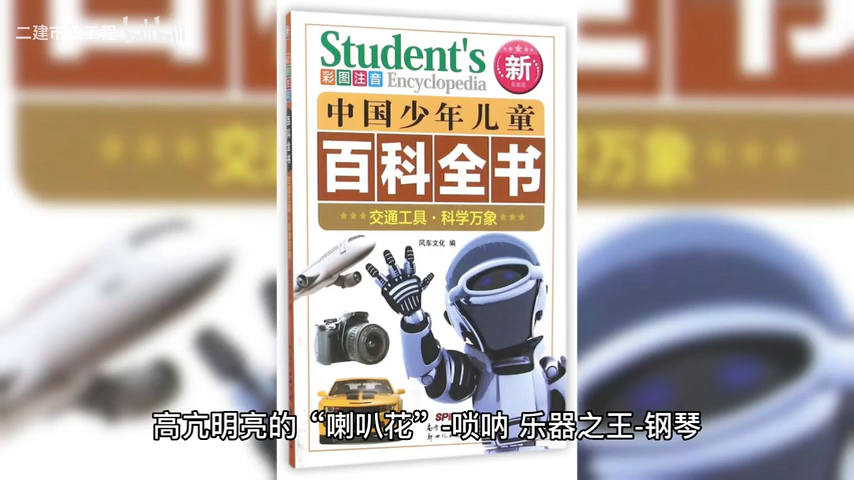 Student's
彩图注音
Encyclopedia
新
中国少年儿童
百科全书
交通工具·科学万象
风车文化 编
高亢明亮的“喇叭花”-唢呐 乐器之王-钢琴